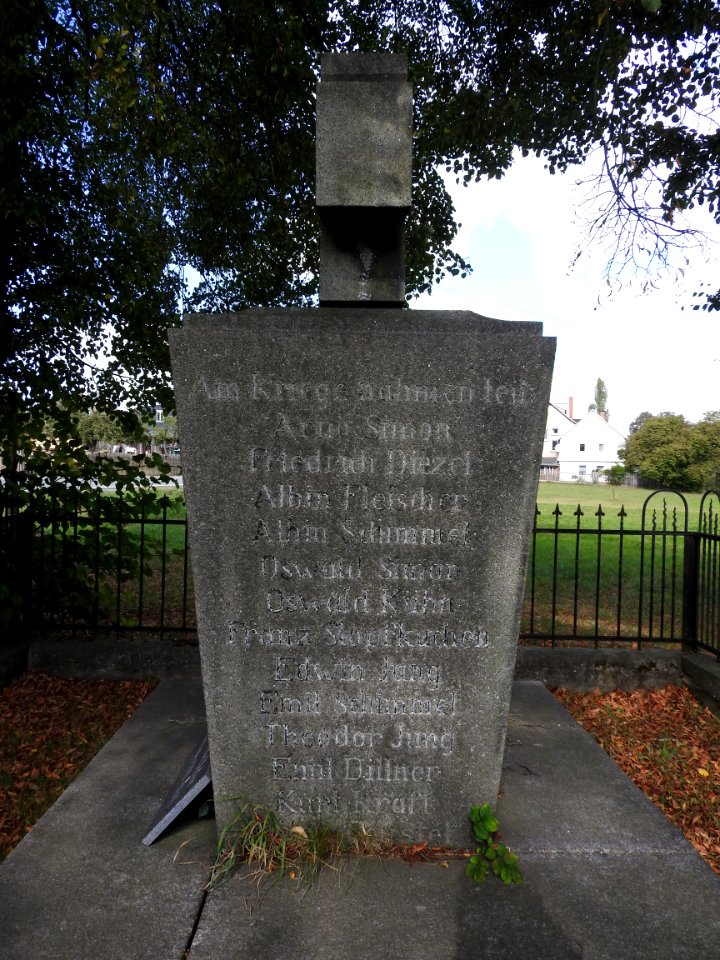 Am Kriege nahmen teil:
Arno Simon
Friedrich Diezel
Albin Fleischer
Albin Schimmel
Oswald Simon
Oswald Kühn
Franz Stopfkuchen
Edwin Jung
Emil Schimmel
Theodor Jung
Emil Dillner
Kurt Kraft